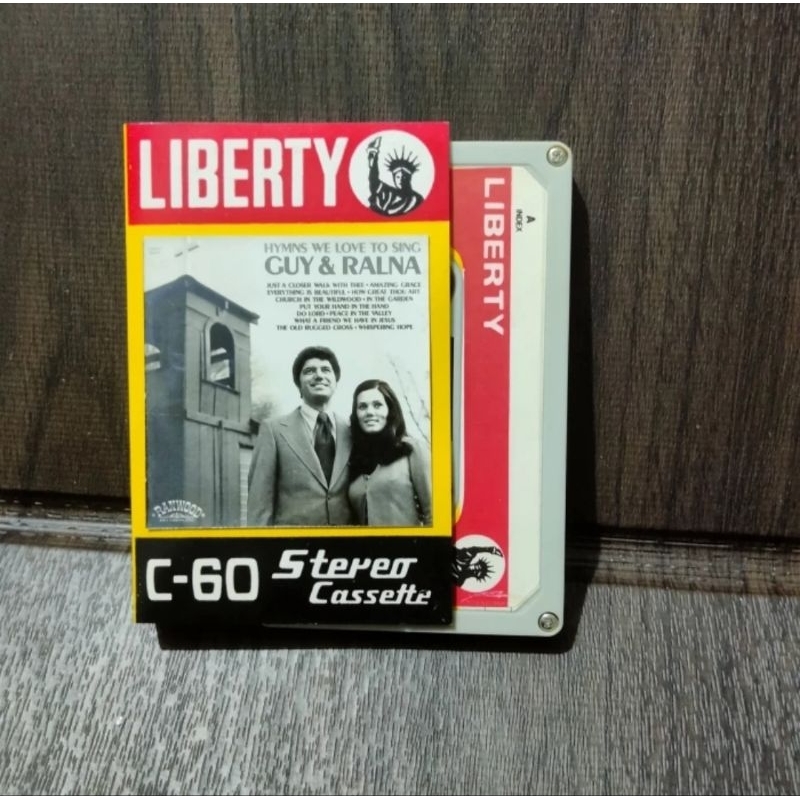 LIBERTY
HYMNS WE LOVE TO SING
GUY & RALNA
JUST A CLOSER WALK WITH THEE • AMAZING GRACE
EVERYTHING IS BEAUTIFUL • HOW GREAT THOU ART
CHURCH IN THE WILDWOOD • IN THE GARDEN
PUT YOUR HAND IN THE HAND
DO LORD • PEACE IN THE VALLEY
WHAT A FRIEND WE HAVE IN JESUS
THE OLD RUGGED CROSS • WHISPERING HOPE
RANWOOD
C-60 Stereo
Cassette
A
INDEX
LIBERTY